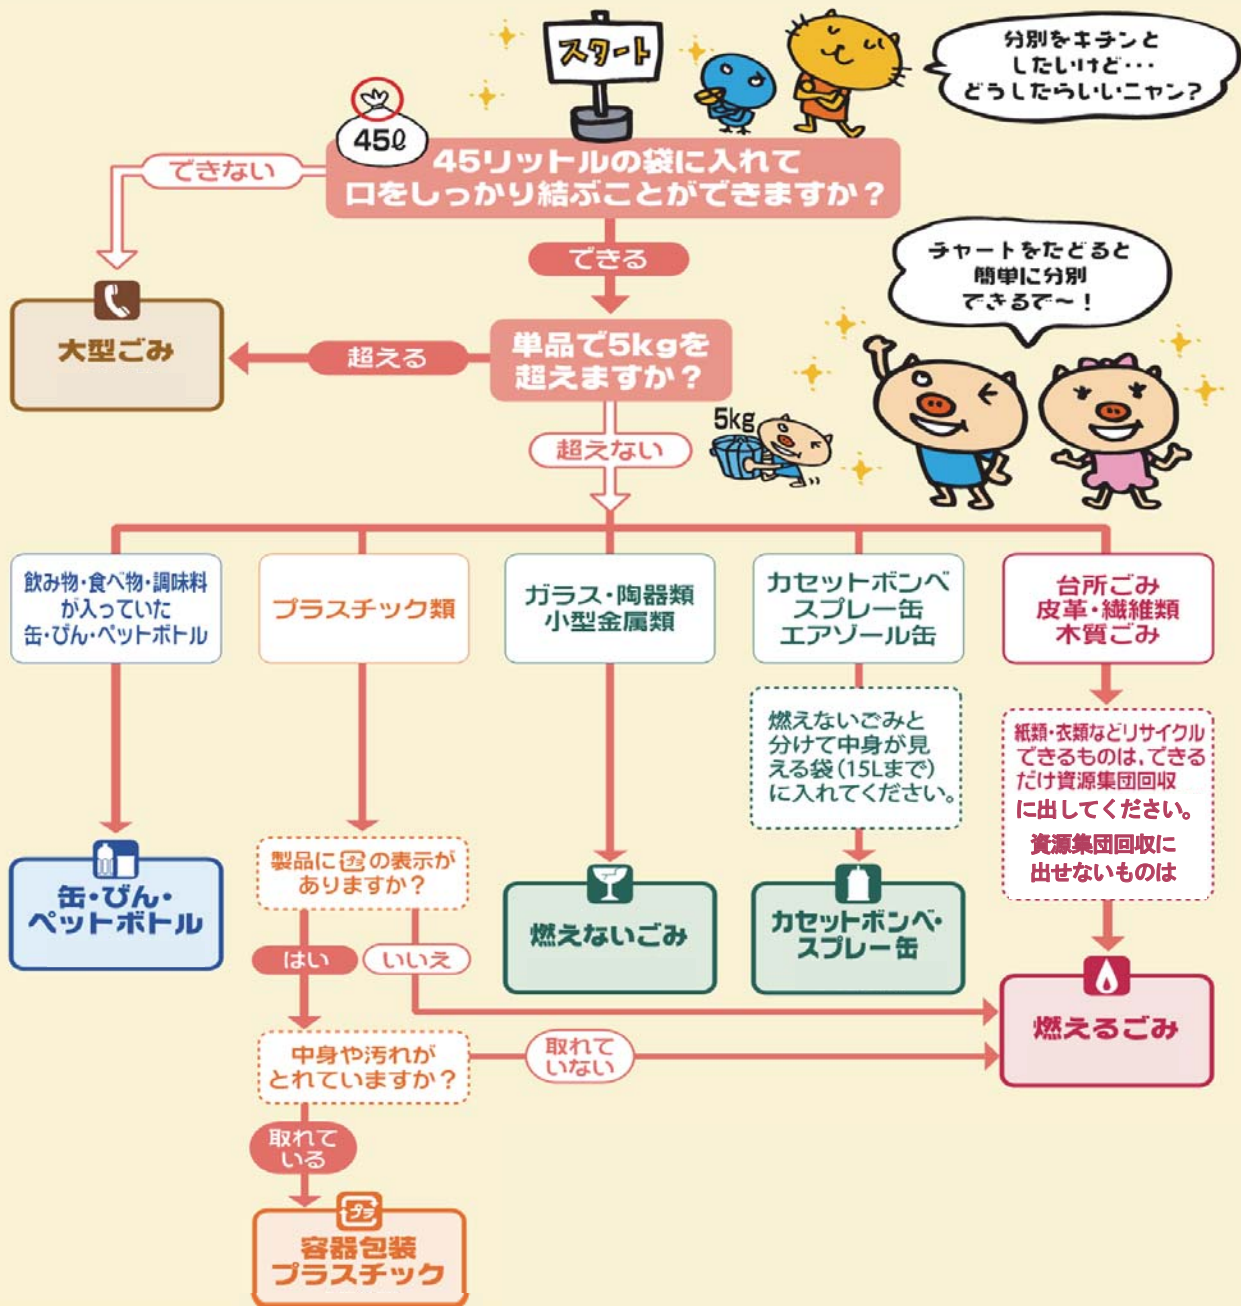 スタート
分別をキチンと
したいけど…
どうしたらいいニャン?
45ℓ
45リットルの袋に入れて
口をしっかり結ぶことができますか?
できない
できる
チャートをたどると
簡単に分別
できるで〜!
大型ごみ
超える
単品で5kgを
超えますか?
5kg
超えない
飲み物・食べ物・調味料
が入っていた
缶・びん・ペットボトル
プラスチック類
ガラス・陶器類
小型金属類
カセットボンベ
スプレー缶
エアゾール缶
台所ごみ
皮革・繊維類
木質ごみ
燃えないごみと
分けて中身が見
える袋(15Lまで)
に入れてください。
紙類・衣類などリサイクル
できるものは、できる
だけ資源集団回収
に出してください。
資源集団回収に
出せないものは
缶・びん・
ペットボトル
製品にプラの表示が
ありますか?
燃えないごみ
カセットボンベ・
スプレー缶
はい
いいえ
燃えるごみ
中身や汚れが
とれていますか?
取れて
いない
取れて
いる
プラ
容器包装
プラスチック